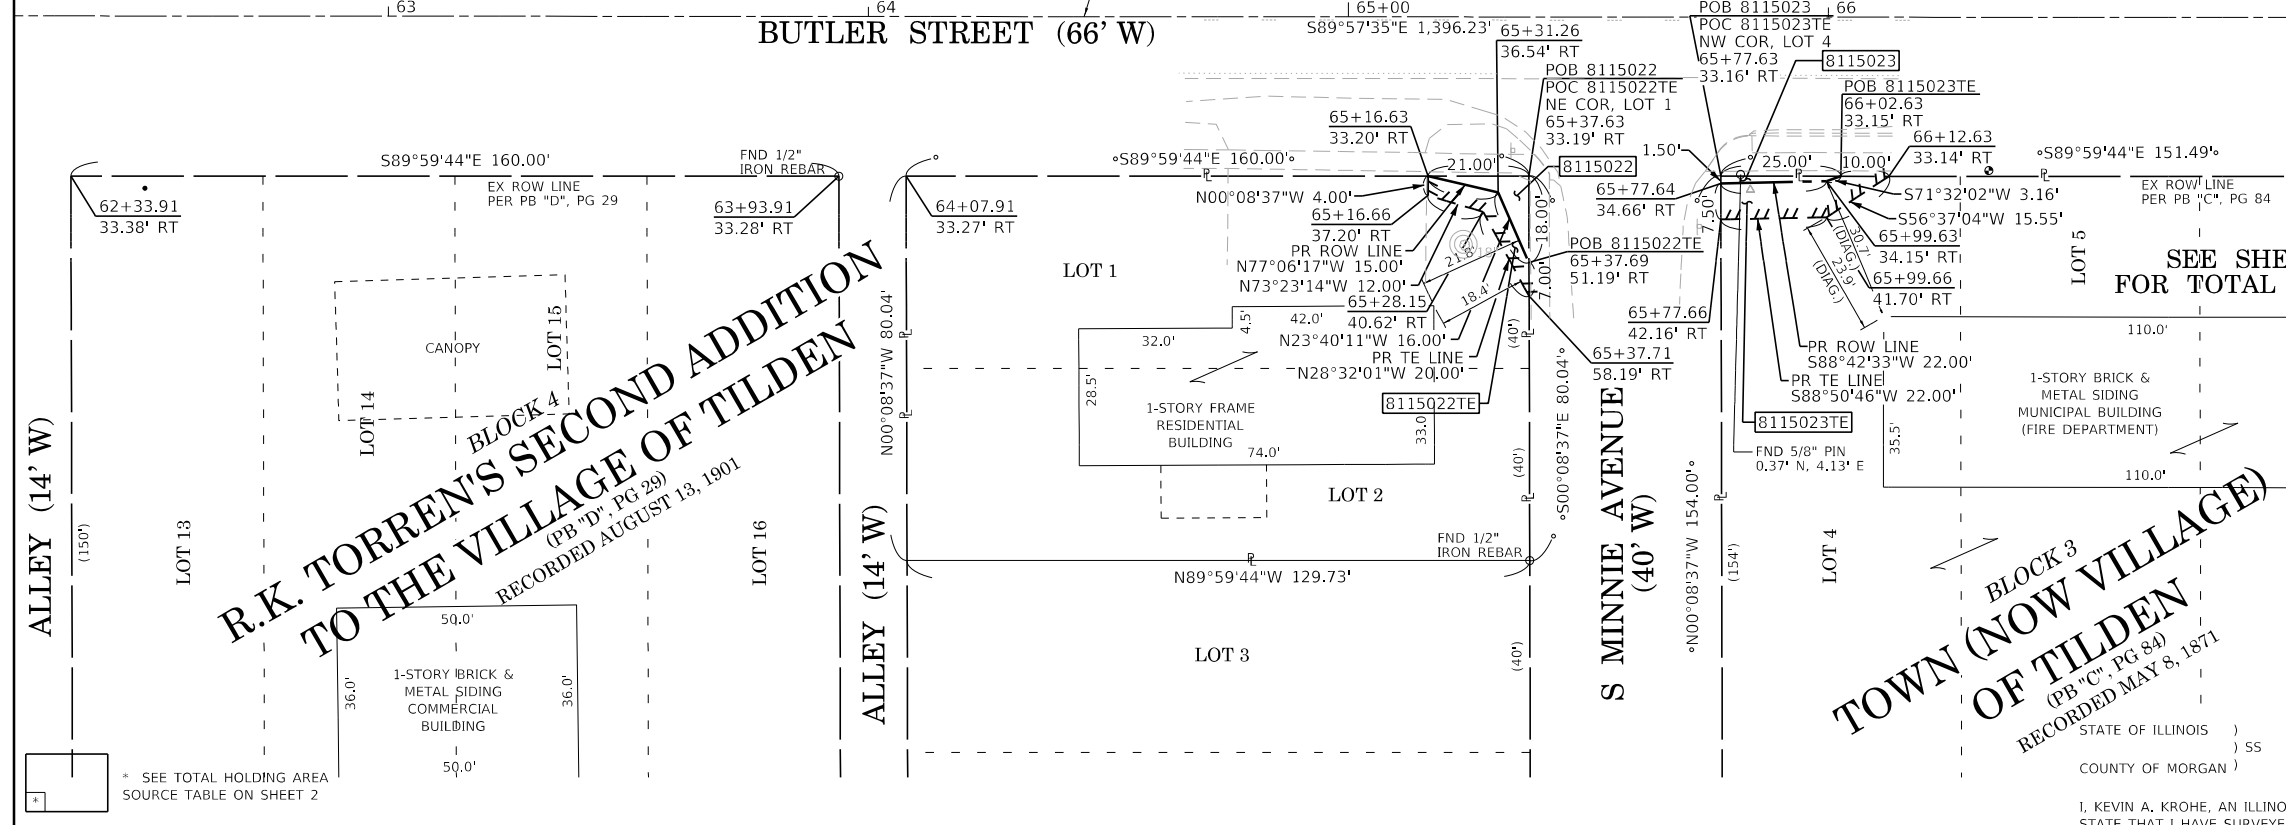 63
64
65+00
66
BUTLER STREET (66' W)
S89°57'35"E 1,396.23'
65+31.26
36.54' RT
POB 8115022
POC 8115022TE
NE COR, LOT 1
65+37.63
33.19' RT
8115022
POB 8115023
POC 8115023TE
NW COR, LOT 4
65+77.63
33.16' RT
8115023
POB 8115023TE
66+02.63
33.15' RT
66+12.63
33.14' RT
65+16.63
33.20' RT
S89°59'44"E 160.00'
FND 1/2"
IRON REBAR
EX ROW LINE
PER PB "D", PG 29
62+33.91
33.38' RT
63+93.91
33.28' RT
64+07.91
33.27' RT
°S89°59'44"E 160.00'°
21.00'
1.50'
25.00'
10.00'
°S89°59'44"E 151.49'°
EX ROW LINE
PER PB "C", PG 84
N00°08'37"W 4.00'
65+16.66
37.20' RT
PR ROW LINE
N77°06'17"W 15.00'
N73°23'14"W 12.00'
65+28.15
40.62' RT
N23°40'11"W 16.00'
PR TE LINE
N28°32'01"W 20.00'
8115022TE
21.8'
18.4'
18.00'
7.00'
POB 8115022TE
65+37.69
51.19' RT
65+37.71
58.19' RT
65+77.64
34.66' RT
7.50'
65+77.66
42.16' RT
S71°32'02"W 3.16'
S56°37'04"W 15.55'
65+99.63
34.15' RT
65+99.66
41.70' RT
30.7'
(DIAG.)
23.9'
(DIAG.)
PR ROW LINE
S88°42'33"W 22.00'
PR TE LINE
S88°50'46"W 22.00'
8115023TE
FND 5/8" PIN
0.37' N, 4.13' E
LOT 5
SEE SHE
FOR TOTAL
110.0'
1-STORY BRICK &
METAL SIDING
MUNICIPAL BUILDING
(FIRE DEPARTMENT)
35.5'
110.0'
LOT 1
32.0'
4.5'
42.0'
28.5'
1-STORY FRAME
RESIDENTIAL
BUILDING
33.0'
74.0'
LOT 2
FND 1/2"
IRON REBAR
N89°59'44"W 129.73'
LOT 3
(40')
(40')
(40')
N00°08'37"W 80.04'
°S00°08'37"E 80.04'°
S MINNIE AVENUE
(40' W)
°N00°08'37"W 154.00'°
(154')
LOT 4
CANOPY
LOT 15
LOT 14
LOT 13
LOT 16
(150')
ALLEY (14' W)
ALLEY (14' W)
BLOCK 4
R.K. TORREN'S SECOND ADDITION
TO THE VILLAGE OF TILDEN
(PB "D", PG 29)
RECORDED AUGUST 13, 1901
50.0'
36.0'
1-STORY BRICK &
METAL SIDING
COMMERCIAL
BUILDING
36.0'
50.0'
BLOCK 3
TOWN (NOW VILLAGE)
OF TILDEN
(PB "C", PG 84)
RECORDED MAY 8, 1871
* SEE TOTAL HOLDING AREA
SOURCE TABLE ON SHEET 2
*
STATE OF ILLINOIS )
) SS
COUNTY OF MORGAN )
I, KEVIN A. KROHE, AN ILLINO
STATE THAT I HAVE SURVEYE